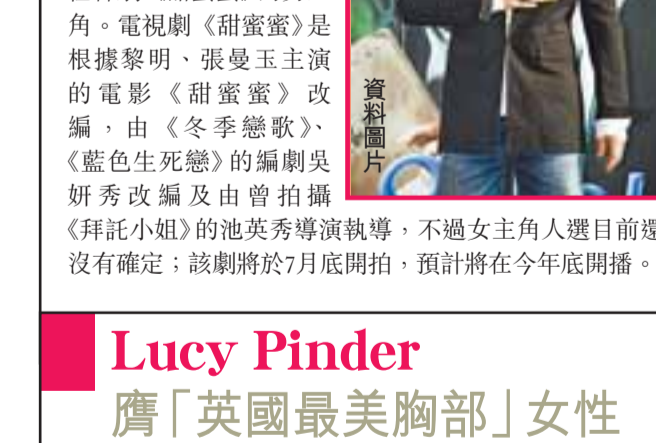 角。電視劇《甜蜜蜜》是
根據黎明、張曼玉主演
的電影《甜蜜蜜》改
編，由《冬季戀歌》、
《藍色生死戀》的編劇吳
妍秀改編及由曾拍攝
《拜託小姐》的池英秀導演執導，不過女主角人選目前還
沒有確定；該劇將於7月底開拍，預計將在今年底開播。
資料圖片
Lucy Pinder
膺「英國最美胸部」女性